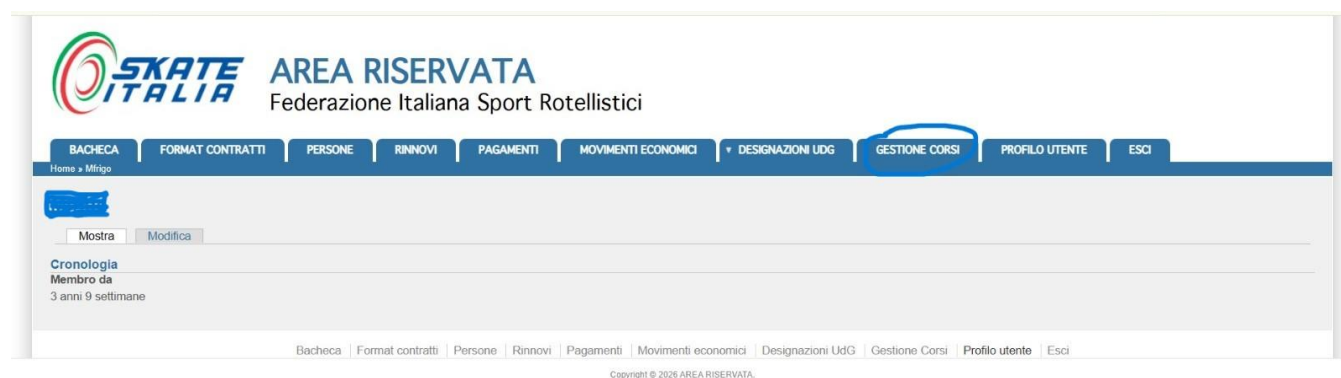 SKATE ITALIA
AREA RISERVATA
Federazione Italiana Sport Rotellistici
BACHECA FORMAT CONTRATTI PERSONE RINNOVI PAGAMENTI MOVIMENTI ECONOMICI ▾ DESIGNAZIONI UDG GESTIONE CORSI PROFILO UTENTE ESCI
Home » Mfrigo
Mostra Modifica
Cronologia
Membro da
3 anni 9 settimane
Bacheca | Format contratti | Persone | Rinnovi | Pagamenti | Movimenti economici | Designazioni UdG | Gestione Corsi | Profilo utente | Esci
Copyright © 2026 AREA RISERVATA.